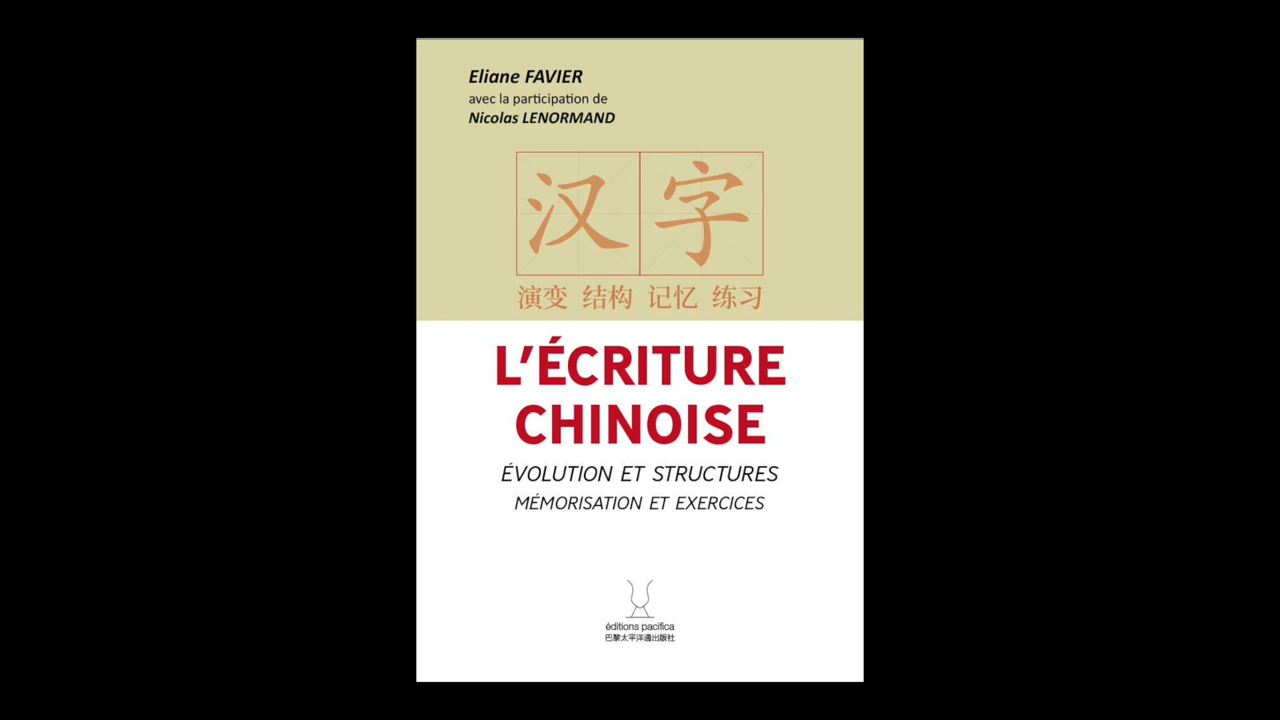 Eliane FAVIER
avec la participation de
Nicolas LENORMAND
汉字
演变 结构 记忆 练习
L'ÉCRITURE
CHINOISE
ÉVOLUTION ET STRUCTURES
MÉMORISATION ET EXERCICES
éditions pacifica
巴黎太平洋通出版社